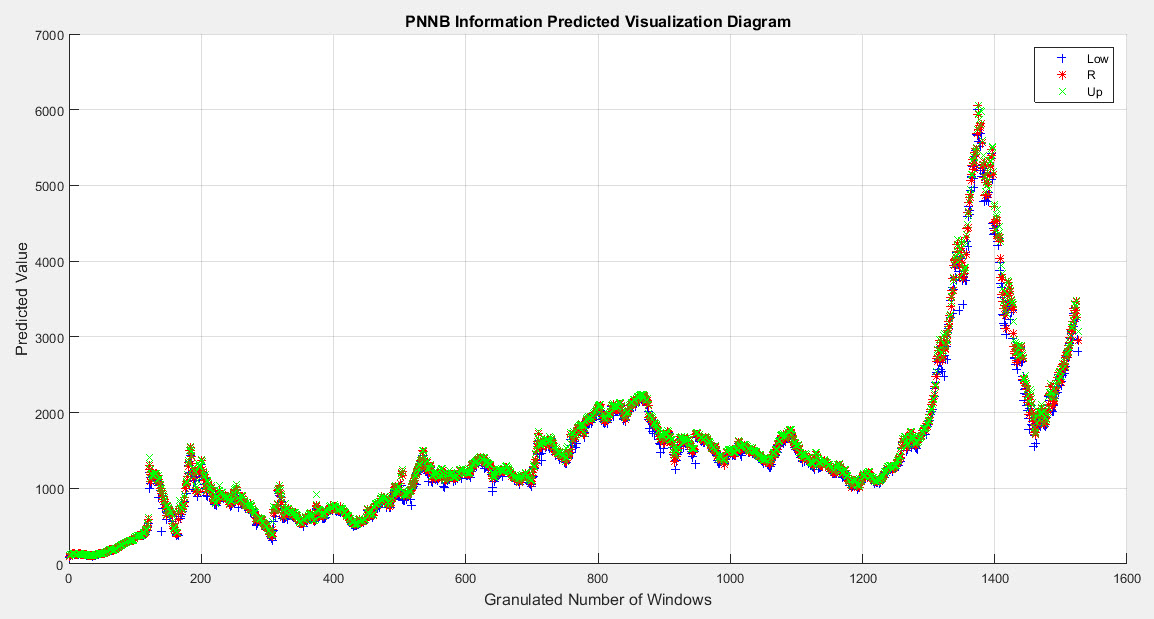 PNNB Information Predicted Visualization Diagram
7000
6000
5000
4000
3000
2000
1000
0
Predicted Value
Low
R
Up
0 200 400 600 800 1000 1200 1400 1600
Granulated Number of Windows